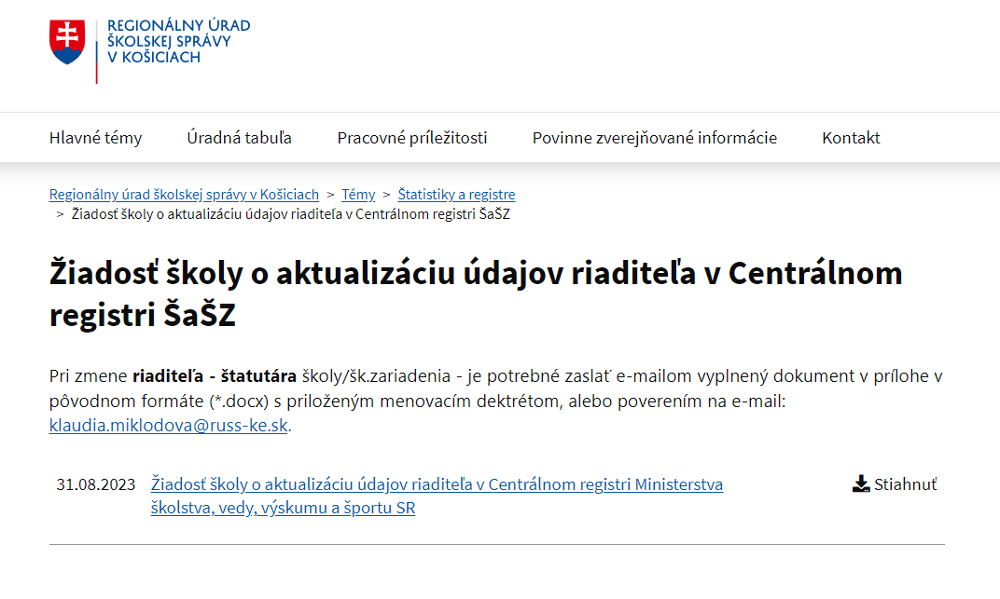 REGIONÁLNY ÚRAD
ŠKOLSKEJ SPRÁVY
V KOŠICIACH
Hlavné témy Úradná tabuľa Pracovné príležitosti Povinne zverejňované informácie Kontakt
Regionálny úrad školskej správy v Košiciach > Témy > Štatistiky a registre
> Žiadosť školy o aktualizáciu údajov riaditeľa v Centrálnom registri ŠaŠZ
Žiadosť školy o aktualizáciu údajov riaditeľa v Centrálnom
registri ŠaŠZ
Pri zmene riaditeľa - štatutára školy/šk.zariadenia - je potrebné zaslať e-mailom vyplnený dokument v prílohe v
pôvodnom formáte (*.docx) s priloženým menovacím dektrétom, alebo poverením na e-mail:
klaudia.miklodova@russ-ke.sk.
31.08.2023 Žiadosť školy o aktualizáciu údajov riaditeľa v Centrálnom registri Ministerstva Stiahnuť
školstva, vedy, výskumu a športu SR